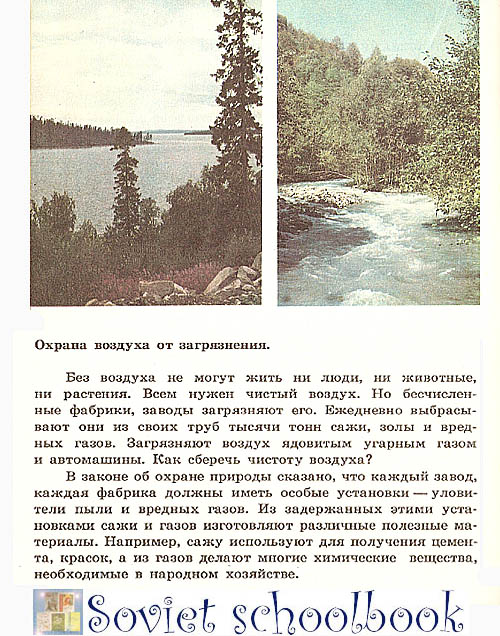 Охрана воздуха от загрязнения.
Без воздуха не могут жить ни люди, ни животные,
ни растения. Всем нужен чистый воздух. Но бесчислен-
ные фабрики, заводы загрязняют его. Ежедневно выбрасы-
вают они из своих труб тысячи тонн сажи, золы и вред-
ных газов. Загрязняют воздух ядовитым угарным газом
и автомашины. Как сберечь чистоту воздуха?
В законе об охране природы сказано, что каждый завод,
каждая фабрика должны иметь особые установки — улови-
тели пыли и вредных газов. Из задержанных этими уста-
новками сажи и газов изготовляют различные полезные ма-
териалы. Например, сажу используют для получения цемен-
та, красок, а из газов делают многие химические вещества,
необходимые в народном хозяйстве.
Soviet schoolbook